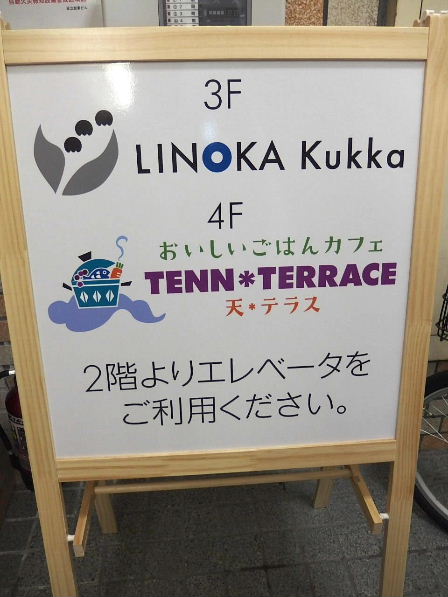 3F
LINOKA Kukka
4F
おいしいごはんカフェ
TENN*TERRACE
天*テラス
2階よりエレベータを
ご利用ください。